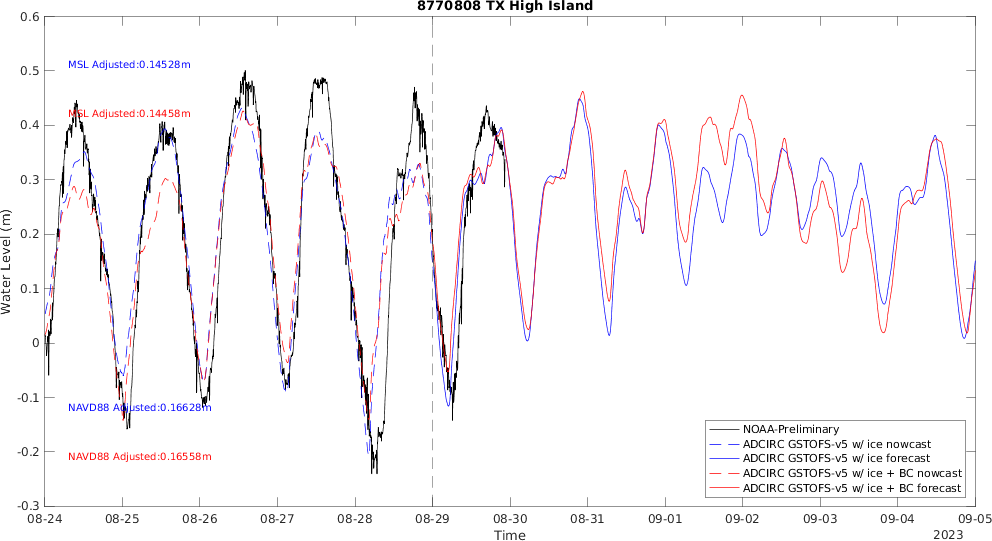 8770808 TX High Island
0.6
0.5
0.4
0.3
0.2
0.1
0
-0.1
-0.2
-0.3
Water Level (m)
MSL Adjusted:0.14528m
MSL Adjusted:0.14458m
NAVD88 Adjusted:0.16628m
NAVD88 Adjusted:0.16558m
NOAA-Preliminary
ADCIRC GSTOFS-v5 w/ ice nowcast
ADCIRC GSTOFS-v5 w/ ice forecast
ADCIRC GSTOFS-v5 w/ ice + BC nowcast
ADCIRC GSTOFS-v5 w/ ice + BC forecast
08-24 08-25 08-26 08-27 08-28 08-29 08-30 08-31 09-01 09-02 09-03 09-04 09-05
Time
2023